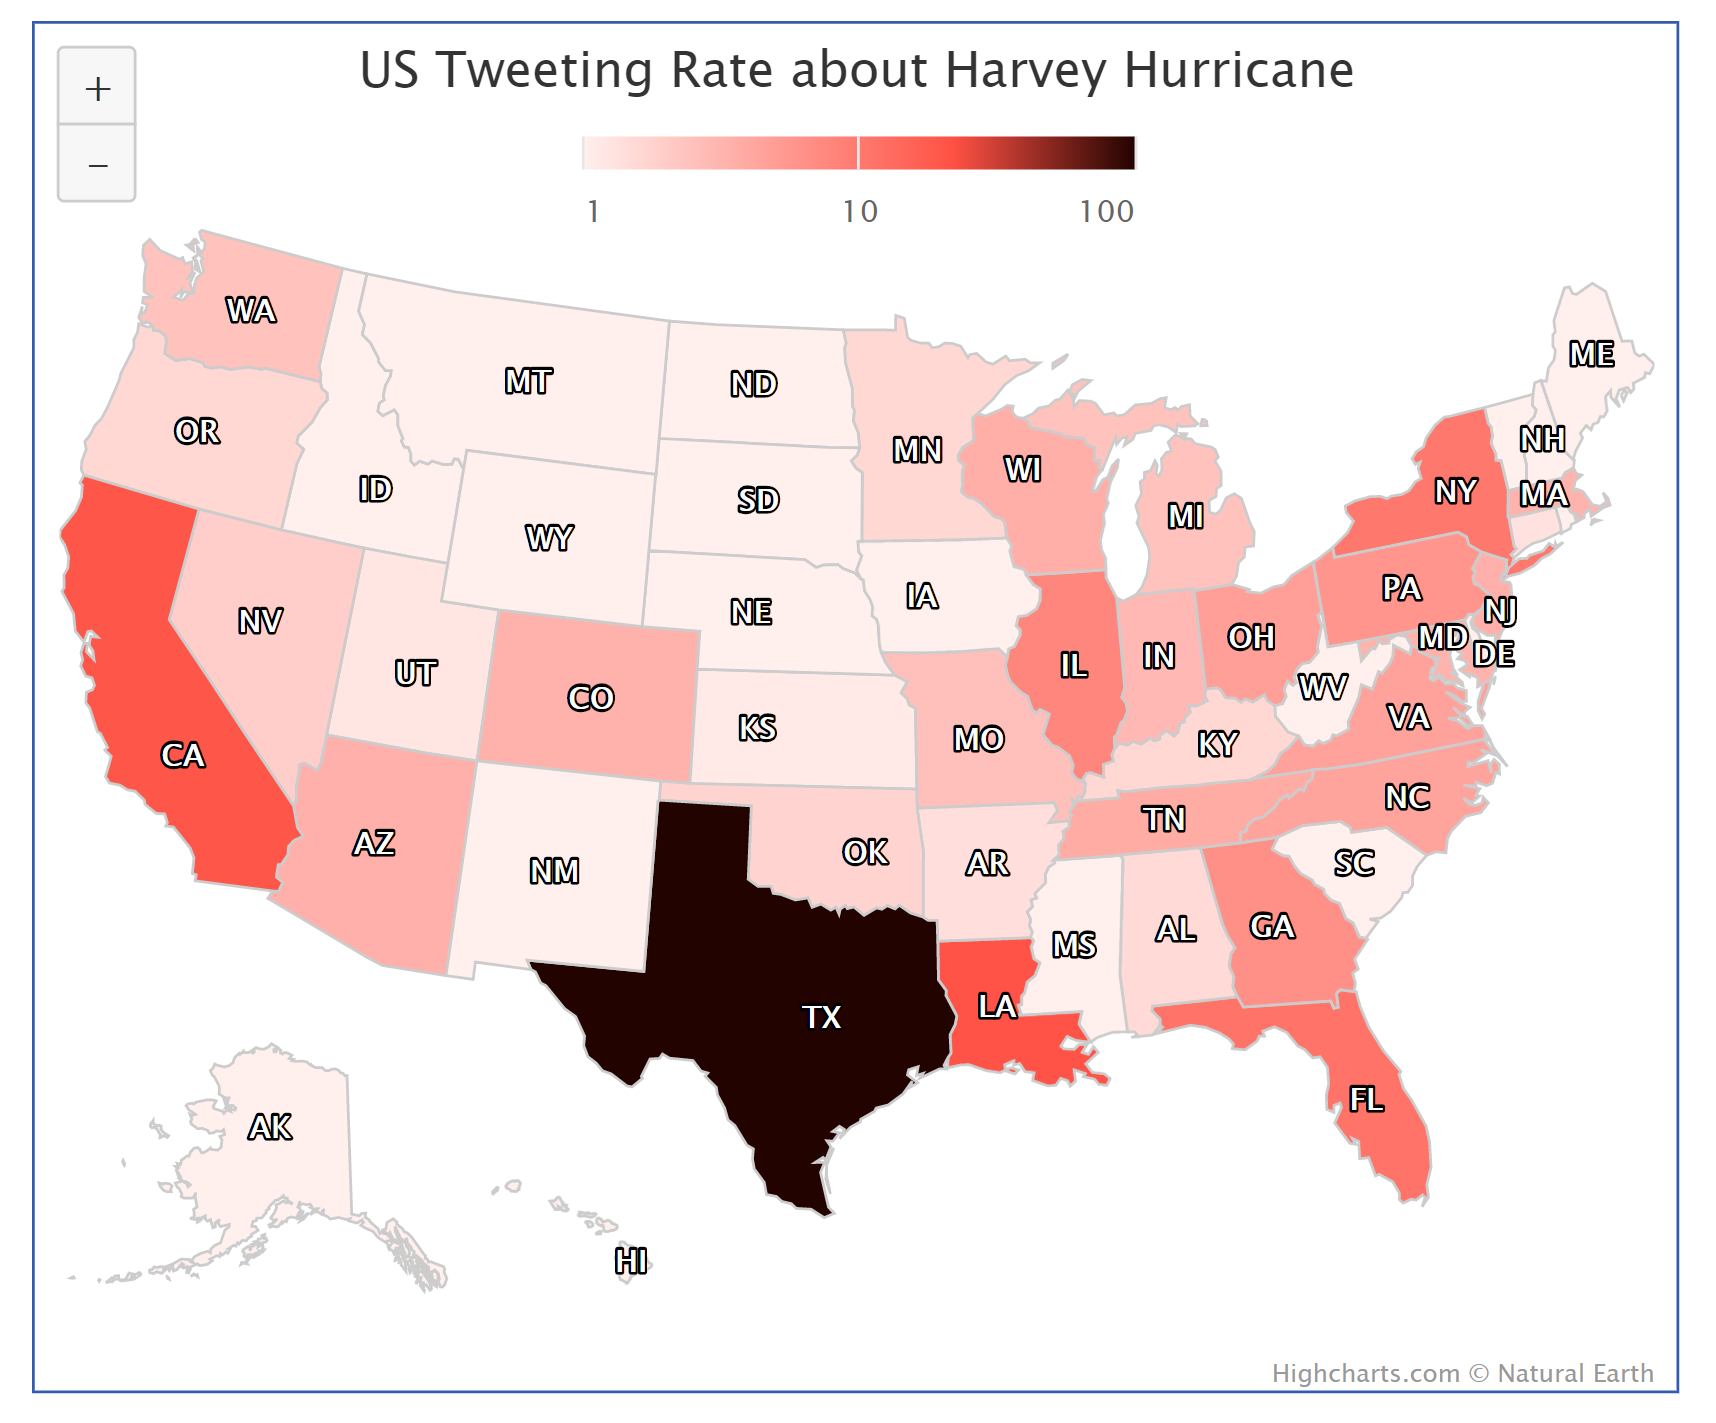 US Tweeting Rate about Harvey Hurricane
+
−
1 10 100
WA
ME
MT
ND
OR
NH
MN
WI
ID
SD
NY
MA
MI
WY
PA
IA
NE
NJ
NV
OH
MD
IN
DE
IL
UT
WV
CO
VA
KS
MO
KY
CA
NC
TN
AZ
OK
AR
SC
NM
GA
AL
MS
LA
TX
FL
AK
HI
Highcharts.com © Natural Earth